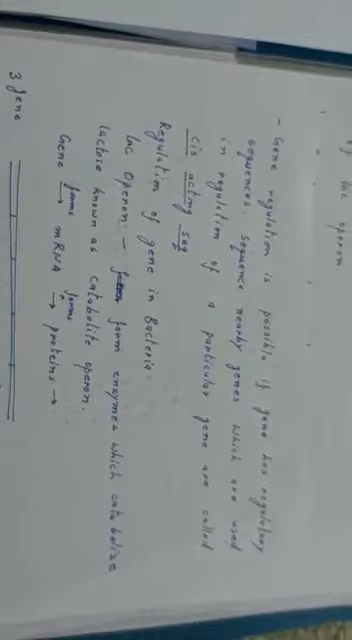 of lac operon
- Gene regulation is possible if gene has regulatory
sequences. Sequence nearby genes which are used
in regulation of a particular gene are called
cis acting seq
Regulation of gene in Bacteria.
lac operon:- form enzymes which catabolize
lactose known as catabolite operon.
Gene forms → mRNA forms → proteins →
3 gene